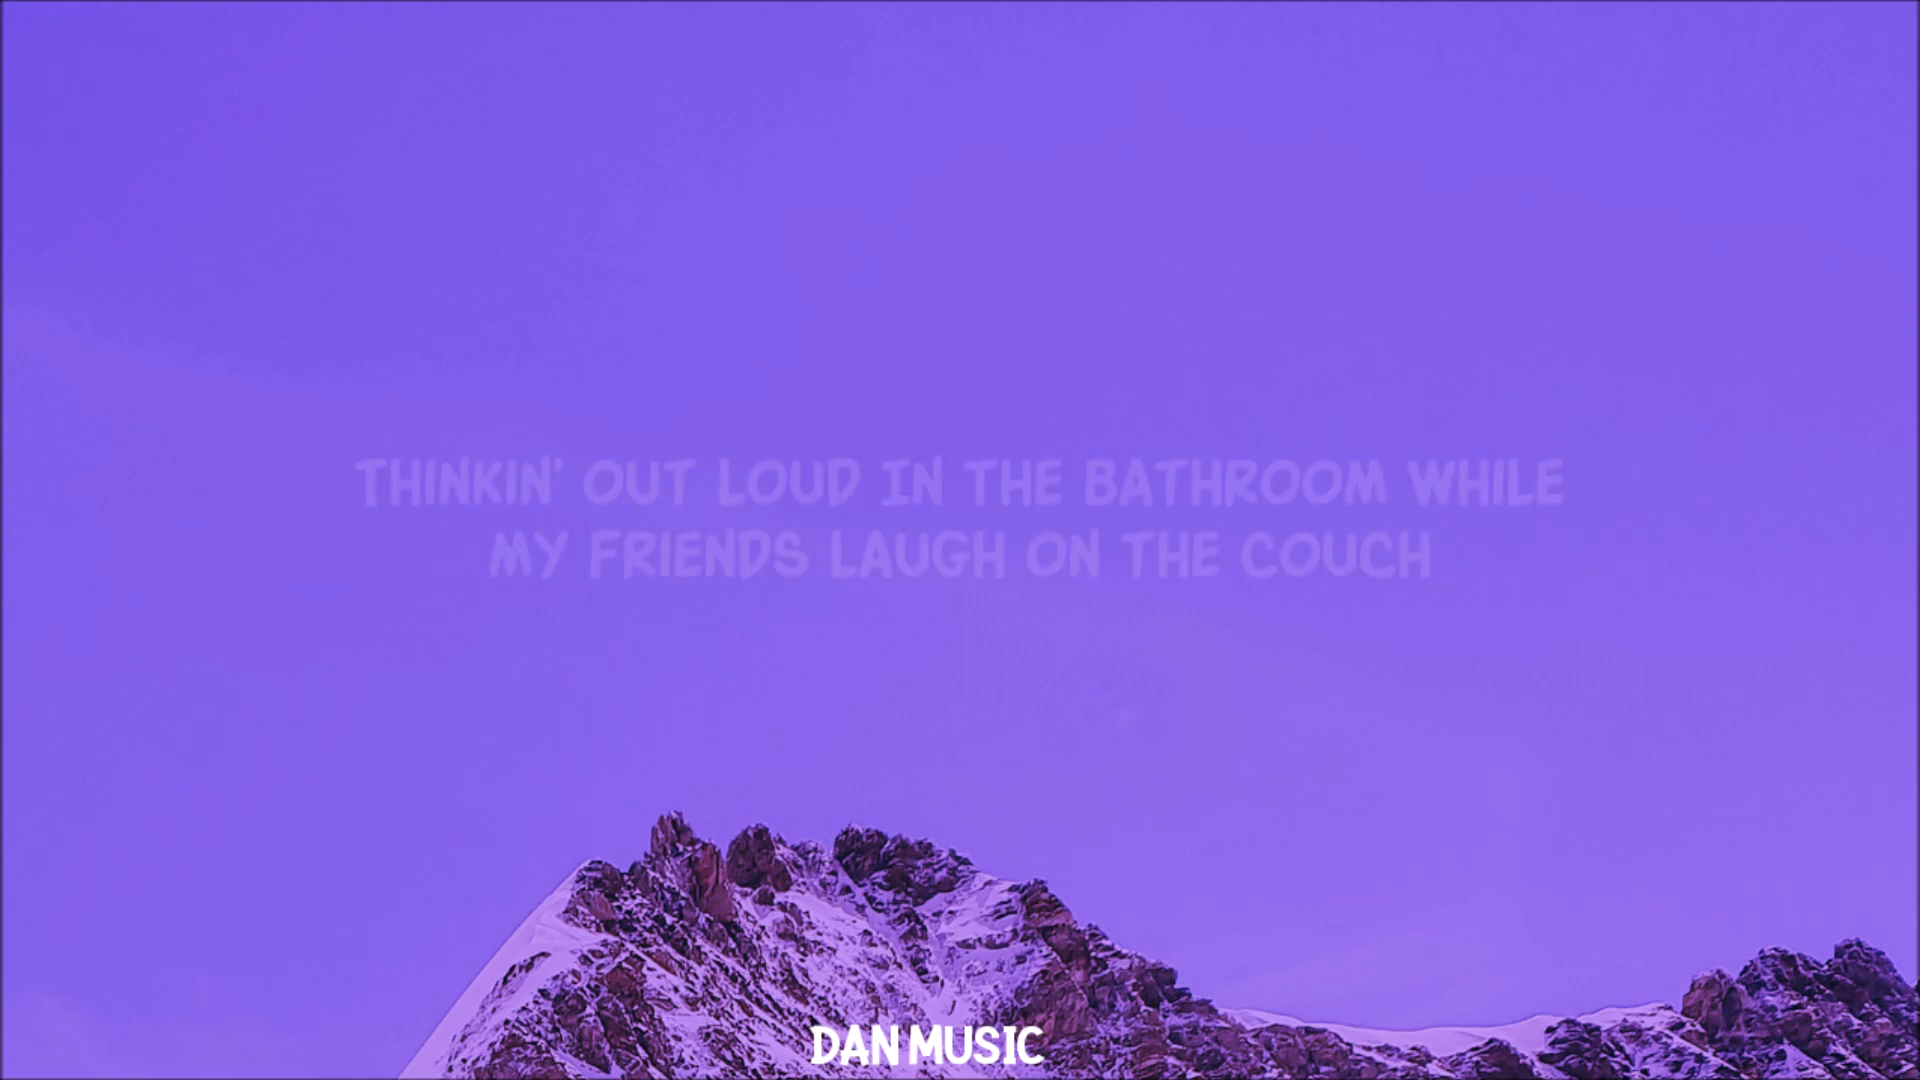 THINKIN' OUT LOUD IN THE BATHROOM WHILE
MY FRIENDS LAUGH ON THE COUCH
DAN MUSIC